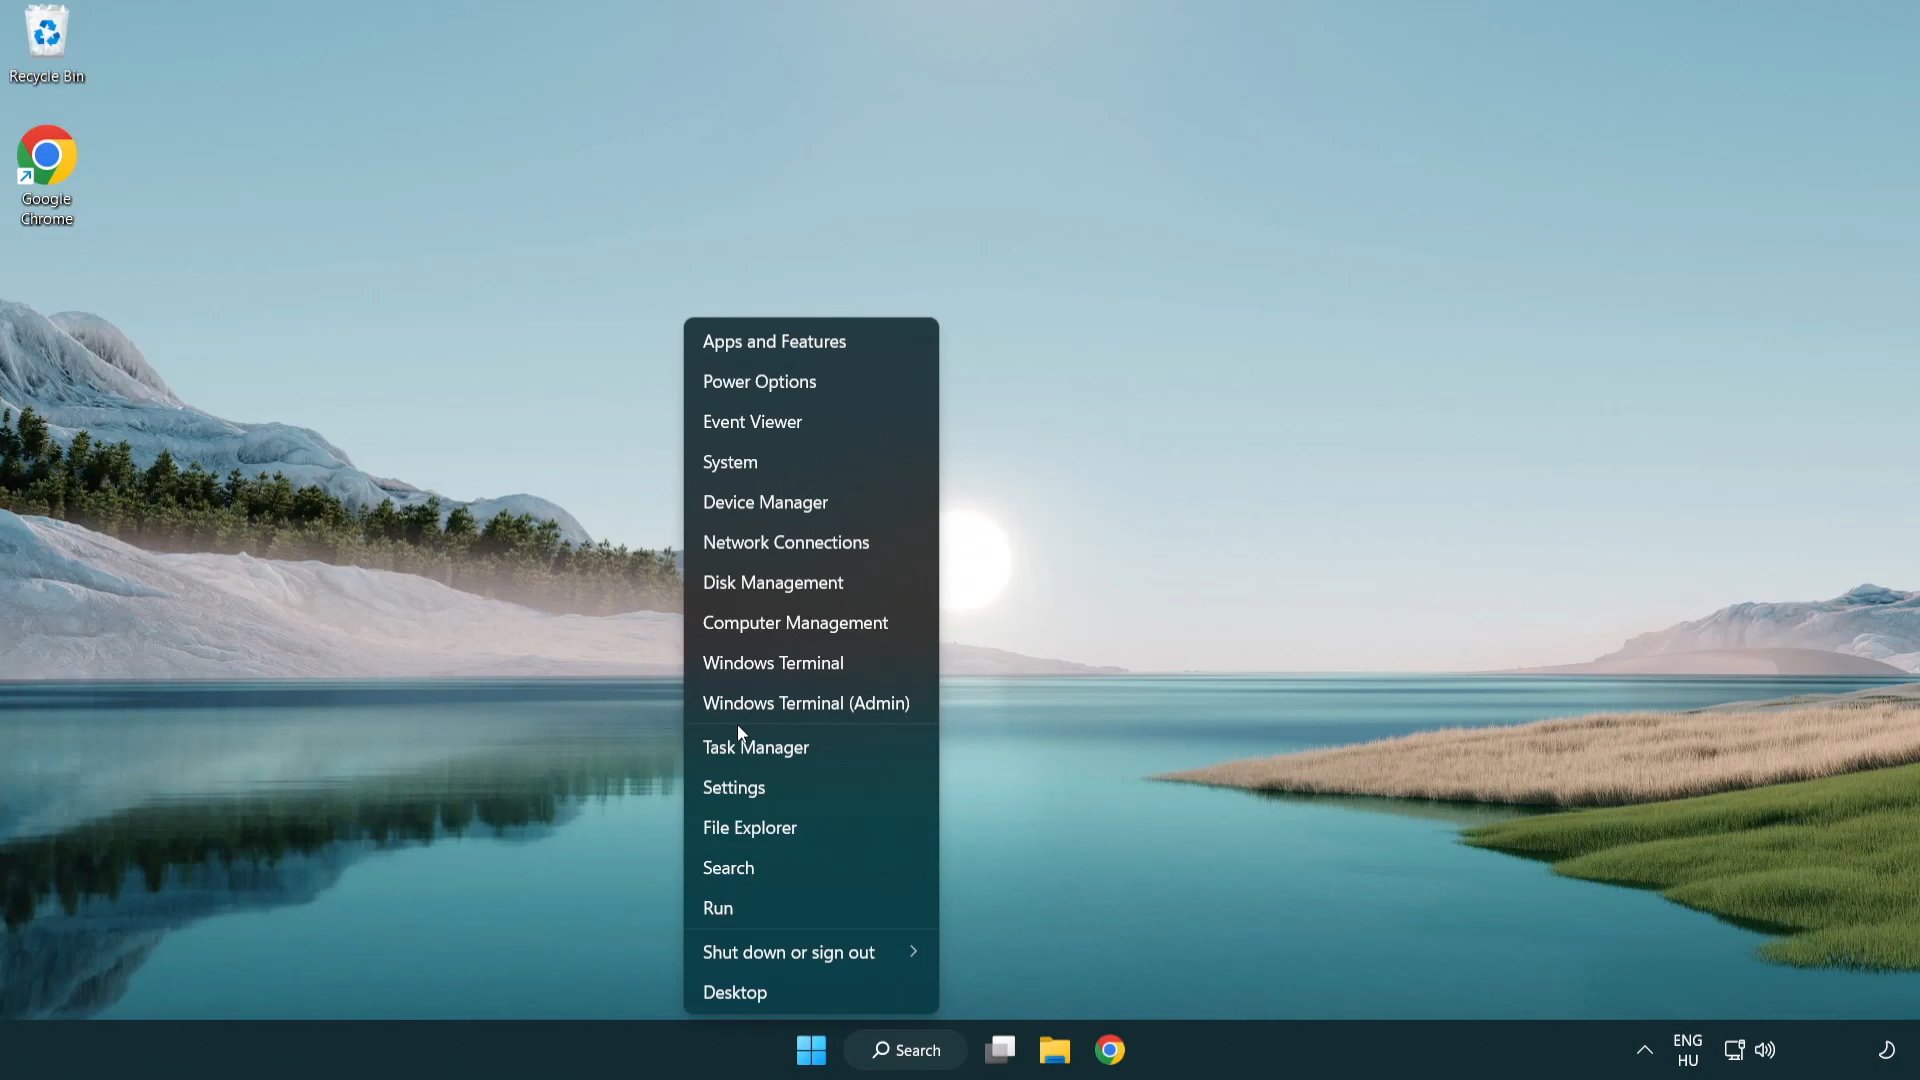 Recycle Bin
Google
Chrome
Apps and Features
Power Options
Event Viewer
System
Device Manager
Network Connections
Disk Management
Computer Management
Windows Terminal
Windows Terminal (Admin)
Task Manager
Settings
File Explorer
Search
Run
Shut down or sign out
Desktop
Search
ENG
HU